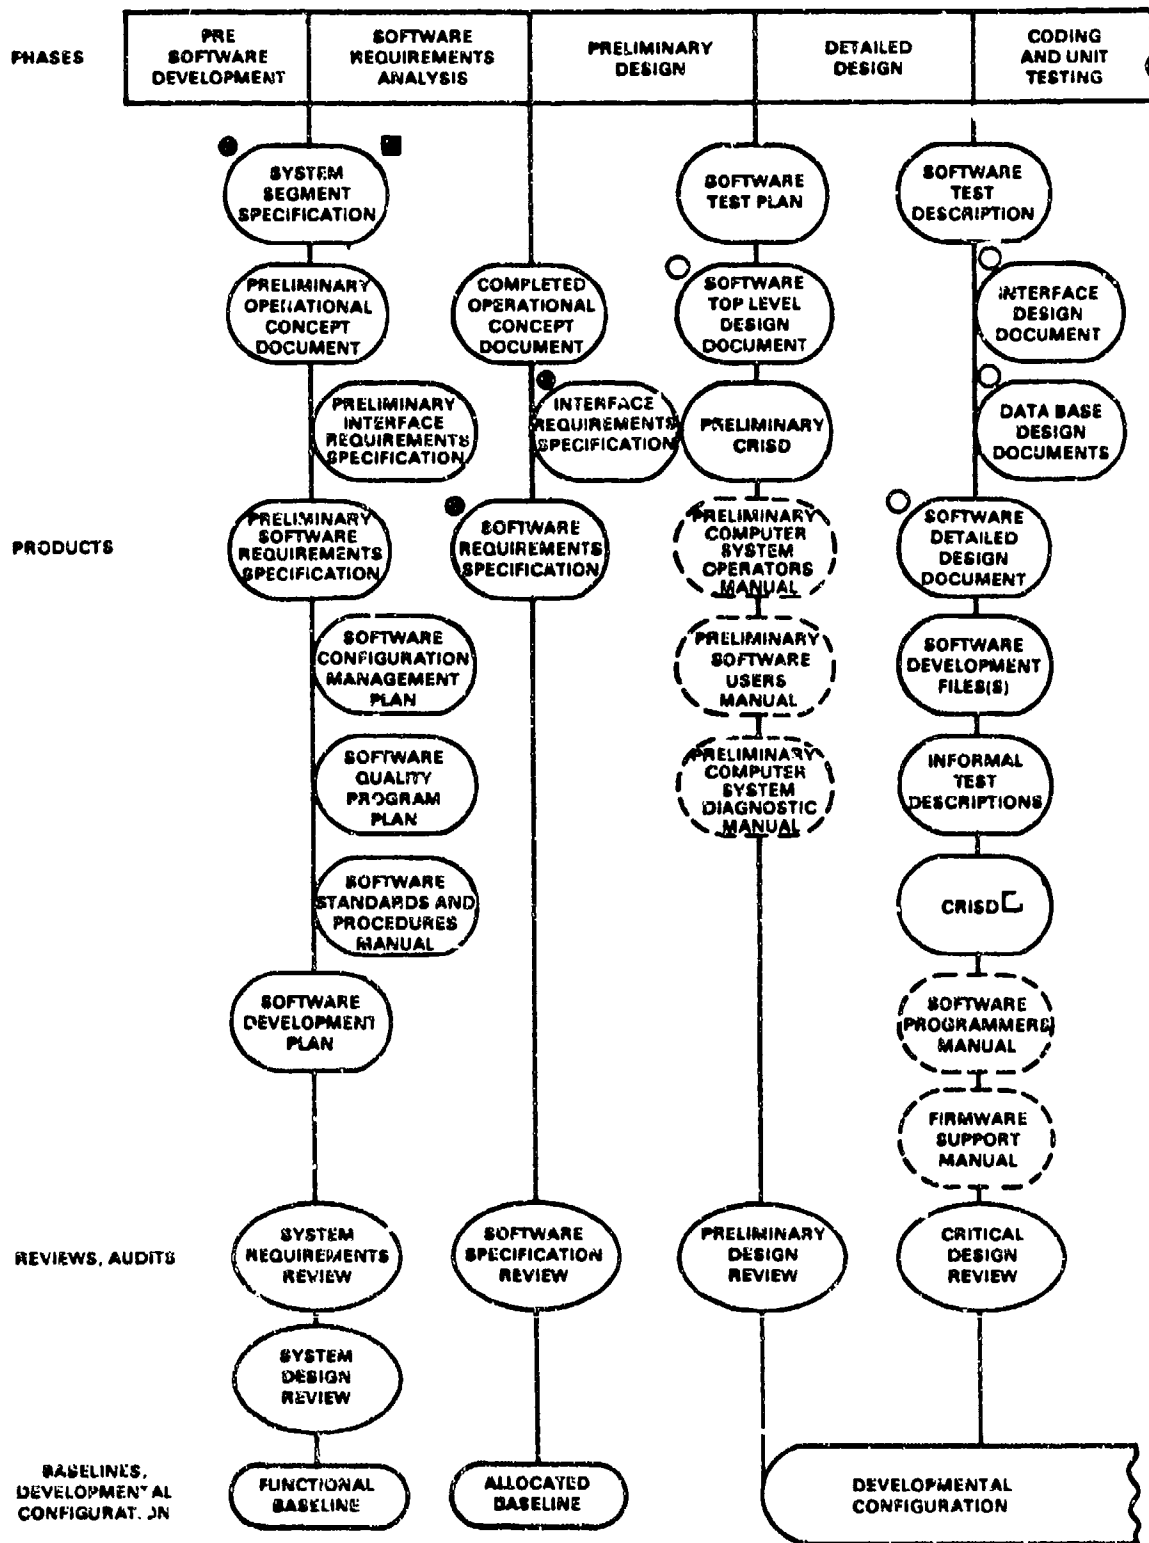 PHASES
PRE
SOFTWARE
DEVELOPMENT
SOFTWARE
REQUIREMENTS
ANALYSIS
PRELIMINARY
DESIGN
DETAILED
DESIGN
CODING
AND UNIT
TESTING
SYSTEM
SEGMENT
SPECIFICATION
SOFTWARE
TEST PLAN
SOFTWARE
TEST
DESCRIPTION
PRELIMINARY
OPERATIONAL
CONCEPT
DOCUMENT
COMPLETED
OPERATIONAL
CONCEPT
DOCUMENT
SOFTWARE
TOP LEVEL
DESIGN
DOCUMENT
INTERFACE
DESIGN
DOCUMENT
PRELIMINARY
INTERFACE
REQUIREMENTS
SPECIFICATION
INTERFACE
REQUIREMENTS
SPECIFICATION
PRELIMINARY
CRISD
DATA BASE
DESIGN
DOCUMENTS
PRODUCTS
PRELIMINARY
SOFTWARE
REQUIREMENTS
SPECIFICATION
SOFTWARE
REQUIREMENTS
SPECIFICATION
PRELIMINARY
COMPUTER
SYSTEM
OPERATORS
MANUAL
SOFTWARE
DETAILED
DESIGN
DOCUMENT
SOFTWARE
CONFIGURATION
MANAGEMENT
PLAN
PRELIMINARY
SOFTWARE
USERS
MANUAL
SOFTWARE
DEVELOPMENT
FILES(S)
SOFTWARE
QUALITY
PROGRAM
PLAN
PRELIMINARY
COMPUTER
SYSTEM
DIAGNOSTIC
MANUAL
INFORMAL
TEST
DESCRIPTIONS
SOFTWARE
STANDARDS AND
PROCEDURES
MANUAL
CRISD
SOFTWARE
DEVELOPMENT
PLAN
SOFTWARE
PROGRAMMERS
MANUAL
FIRMWARE
SUPPORT
MANUAL
REVIEWS, AUDITS
SYSTEM
REQUIREMENTS
REVIEW
SOFTWARE
SPECIFICATION
REVIEW
PRELIMINARY
DESIGN
REVIEW
CRITICAL
DESIGN
REVIEW
SYSTEM
DESIGN
REVIEW
BASELINES,
DEVELOPMENTAL
CONFIGURATION
FUNCTIONAL
BASELINE
ALLOCATED
BASELINE
DEVELOPMENTAL
CONFIGURATION